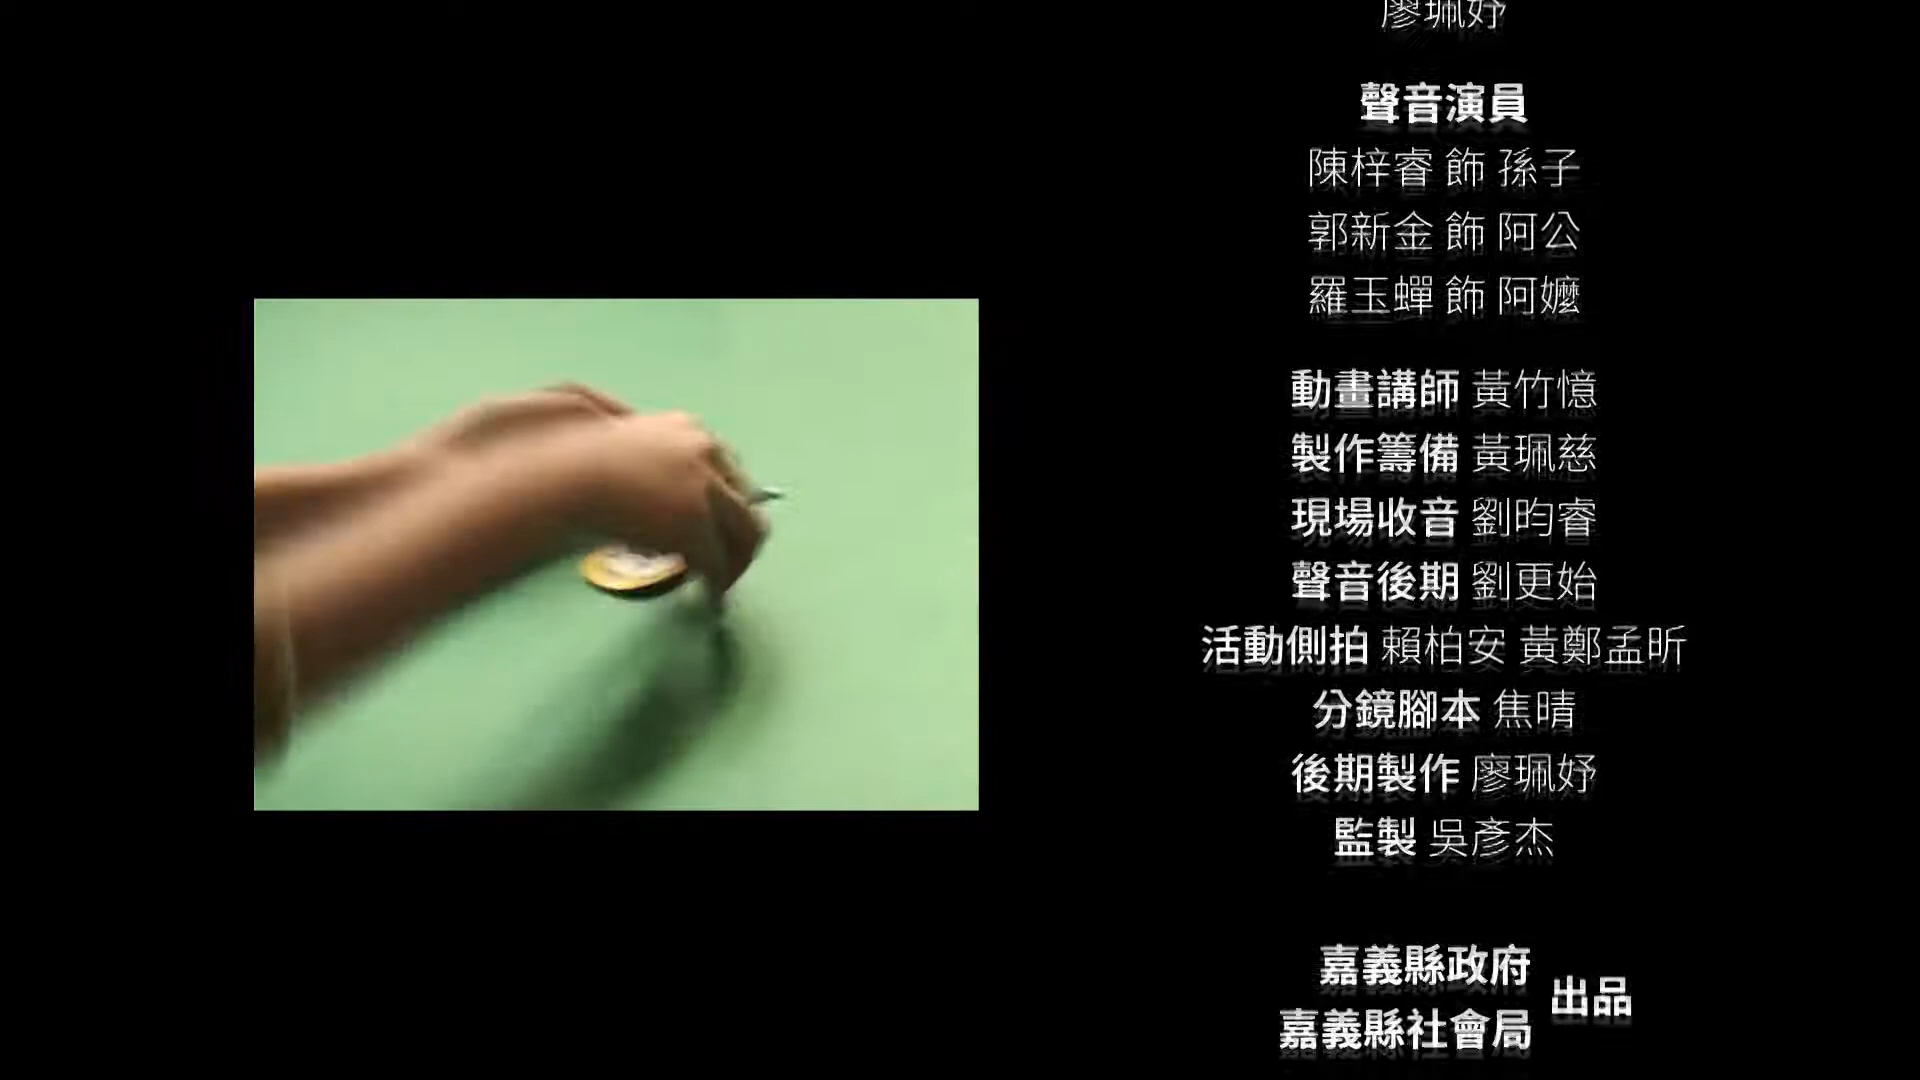 廖珮妤
聲音演員
陳梓睿 飾 孫子
郭新金 飾 阿公
羅玉蟬 飾 阿嬤
動畫講師 黃竹憶
製作籌備 黃珮慈
現場收音 劉昀睿
聲音後期 劉更始
活動側拍 賴柏安 黃鄭孟昕
分鏡腳本 焦晴
後期製作 廖珮妤
監製 吳彥杰
嘉義縣政府
嘉義縣社會局
出品